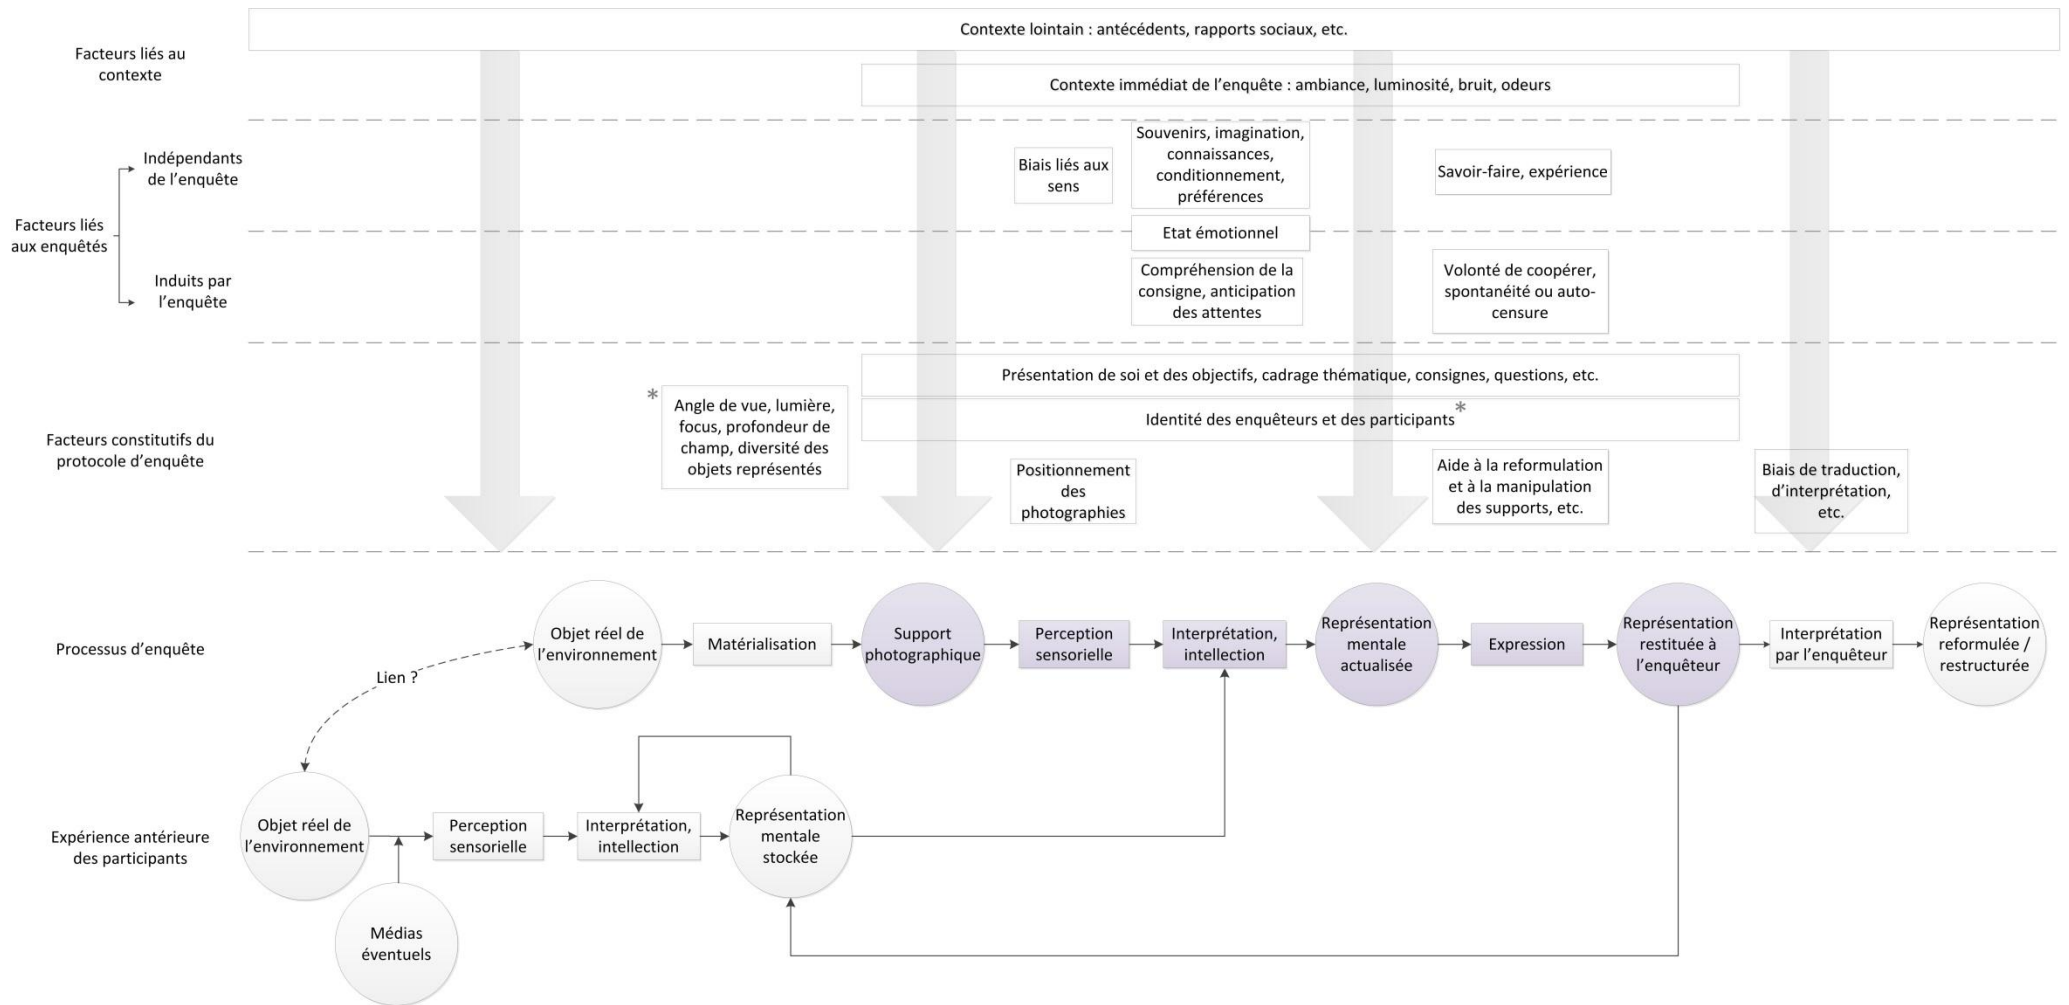 Contexte lointain : antécédents, rapports sociaux, etc.
Facteurs liés au
contexte
Contexte immédiat de l’enquête : ambiance, luminosité, bruit, odeurs
Facteurs liés
aux enquêtés
Indépendants
de l’enquête
Biais liés aux
sens
Souvenirs, imagination,
connaissances,
conditionnement,
préférences
Savoir-faire, expérience
Etat émotionnel
Induits par
l’enquête
Compréhension de la
consigne, anticipation
des attentes
Volonté de coopérer,
spontanéité ou auto-
censure
Facteurs constitutifs du
protocole d’enquête
*
Angle de vue, lumière,
focus, profondeur de
champ, diversité des
objets représentés
Présentation de soi et des objectifs, cadrage thématique, consignes, questions, etc.
Identité des enquêteurs et des participants*
Positionnement
des
photographies
Aide à la reformulation
et à la manipulation
des supports, etc.
Biais de traduction,
d’interprétation,
etc.
Processus d’enquête
Objet réel de
l’environnement
Matérialisation
Support
photographique
Perception
sensorielle
Interprétation,
intellection
Représentation
mentale
actualisée
Expression
Représentation
restituée à
l’enquêteur
Interprétation
par l’enquêteur
Représentation
reformulée /
restructurée
Lien ?
Expérience antérieure
des participants
Objet réel de
l’environnement
Perception
sensorielle
Interprétation,
intellection
Représentation
mentale
stockée
Médias
éventuels